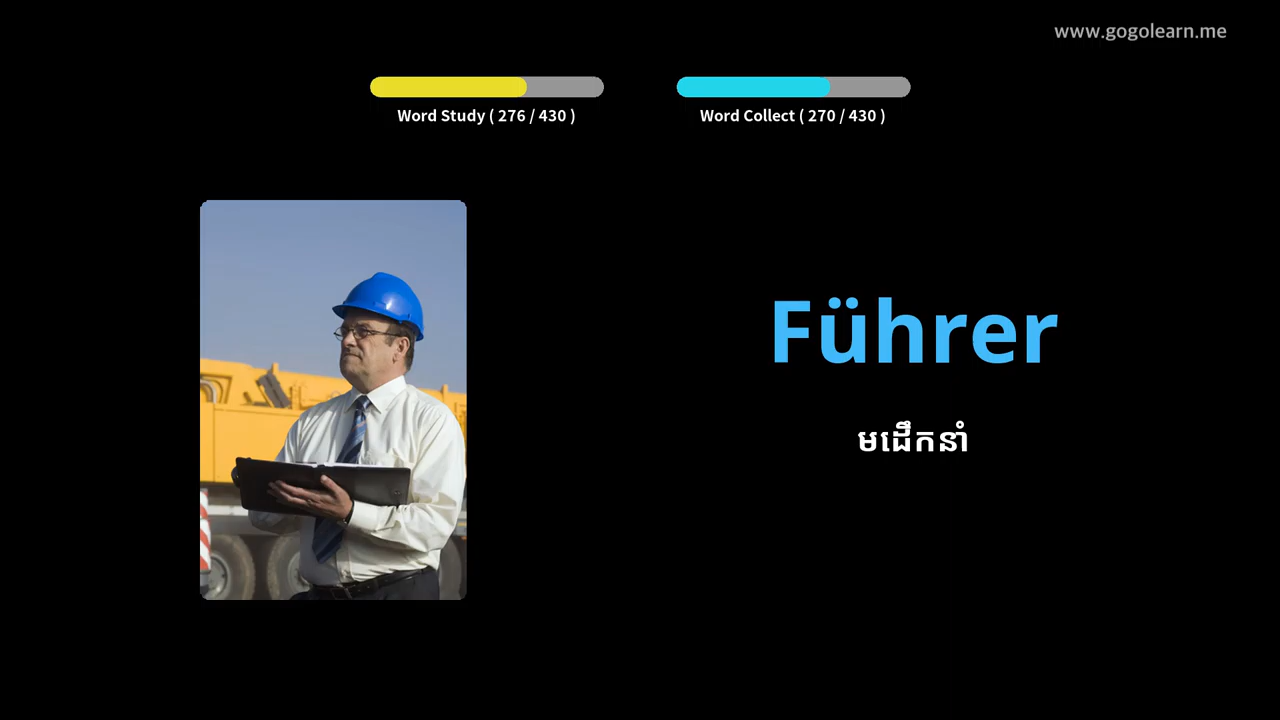 www.gogolearn.me
Word Study ( 276 / 430 )
Word Collect ( 270 / 430 )
Führer
មដឹកនាំ